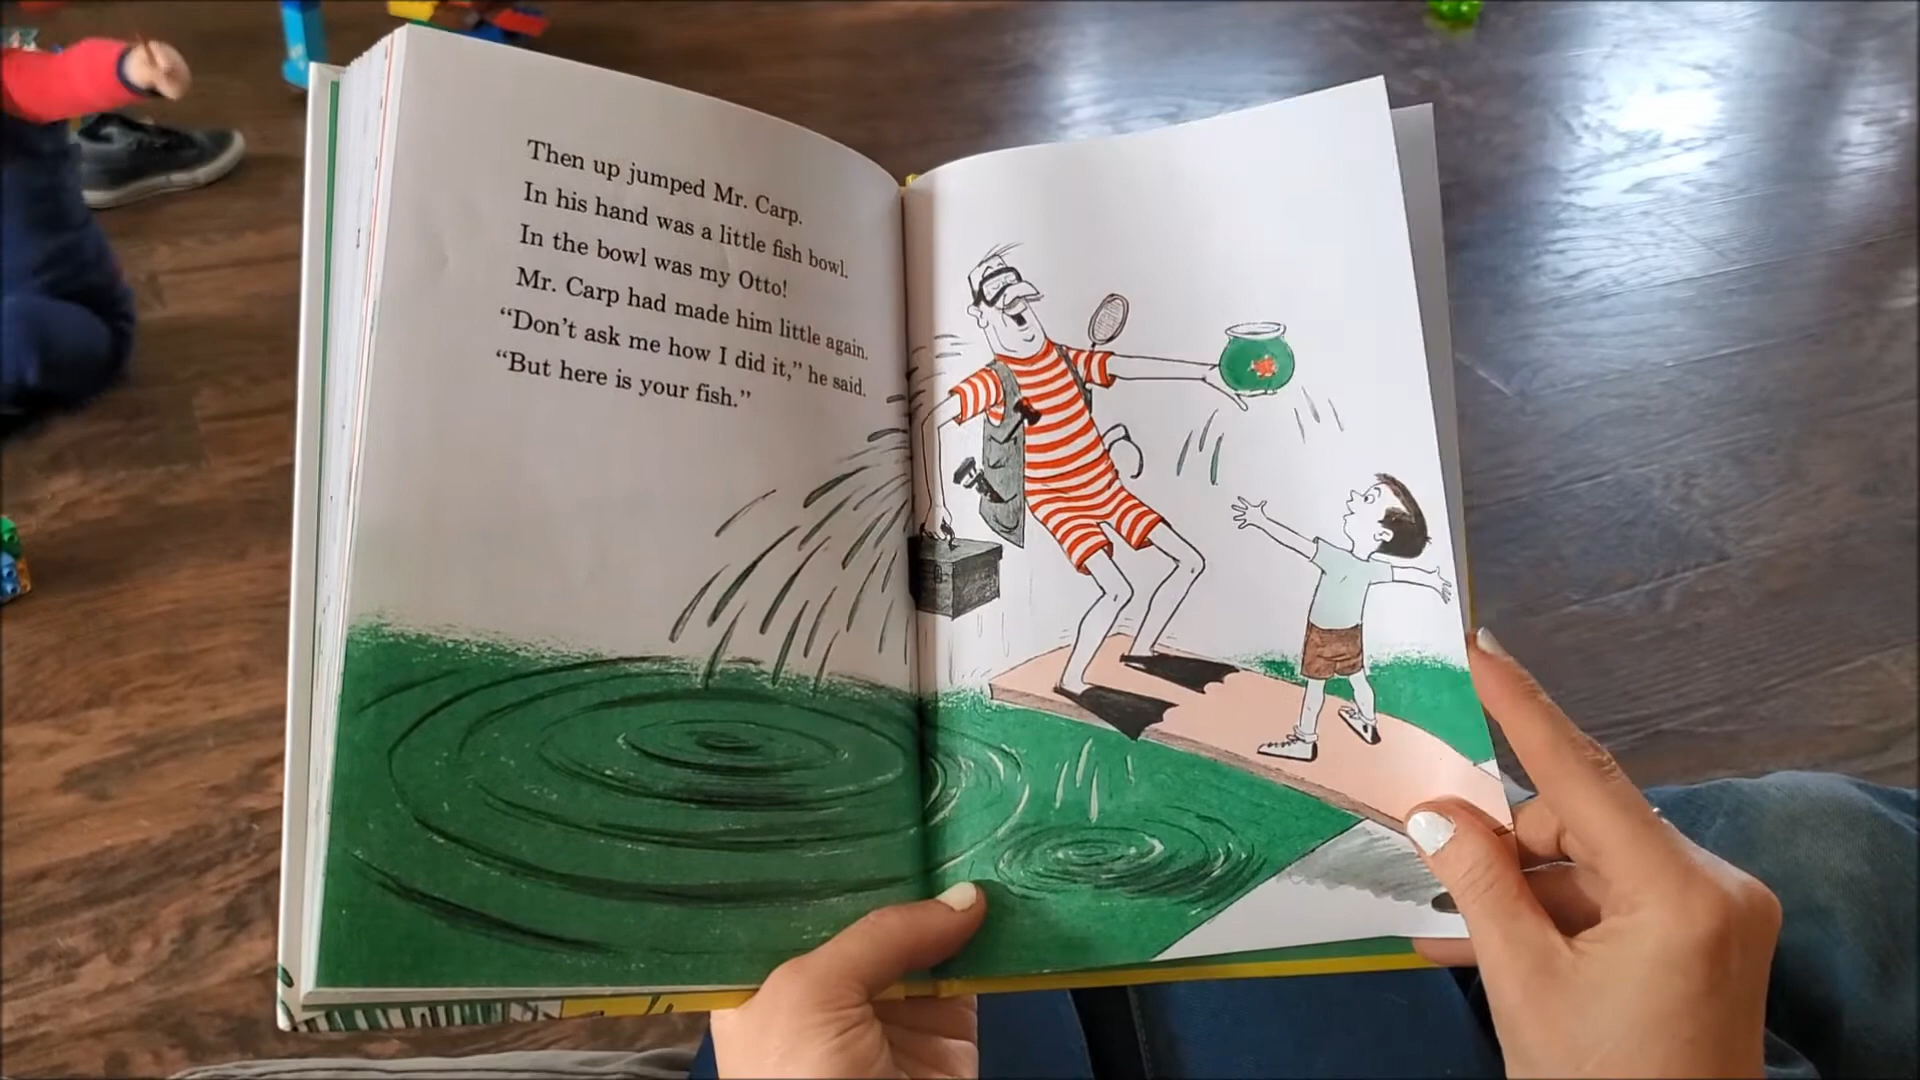 Then up jumped Mr. Carp.
In his hand was a little fish bowl.
In the bowl was my Otto!
Mr. Carp had made him little again.
“Don’t ask me how I did it,” he said.
“But here is your fish.”